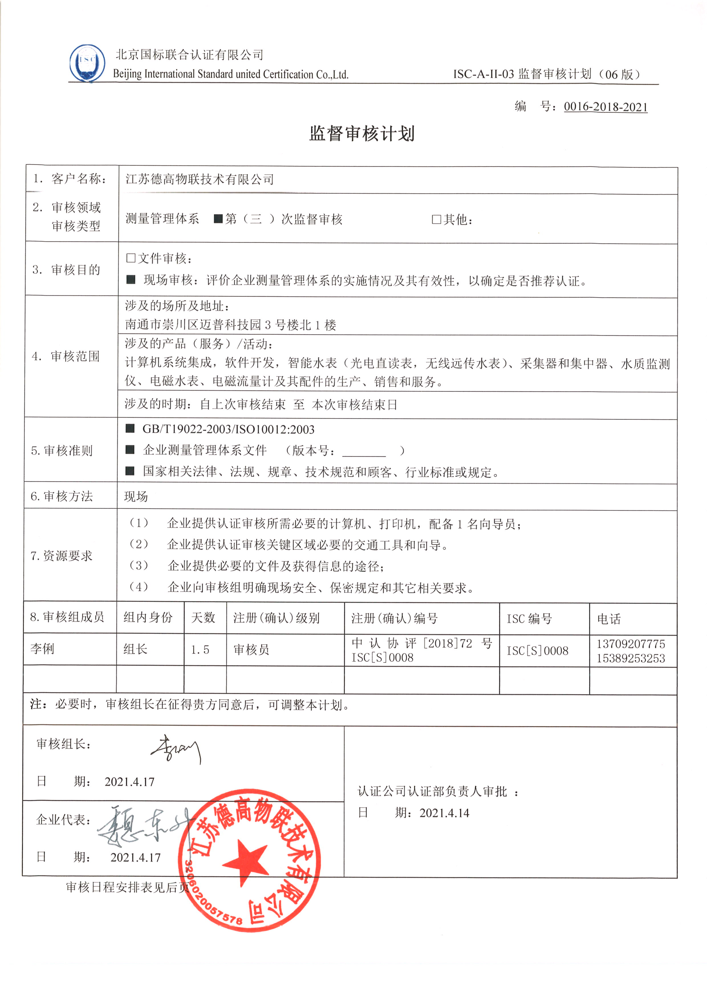 ISC
北京国标联合认证有限公司
Beijing International Standard united Certification Co.,Ltd.
ISC-A-II-03 监督审核计划（06 版）
编 号：0016-2018-2021
监督审核计划
1. 客户名称：
江苏德高物联技术有限公司
2. 审核领域
审核类型
测量管理体系 ■第（三 ）次监督审核 □其他：
3. 审核目的
□文件审核：
■ 现场审核：评价企业测量管理体系的实施情况及其有效性，以确定是否推荐认证。
4. 审核范围
涉及的场所及地址：
南通市崇川区迈普科技园 3 号楼北 1 楼
涉及的产品（服务）/活动：
计算机系统集成，软件开发，智能水表（光电直读表，无线远传水表）、采集器和集中器、水质监测
仪、电磁水表、电磁流量计及其配件的生产、销售和服务。
涉及的时期：自上次审核结束 至 本次审核结束日
5.审核准则
■ GB/T19022-2003/ISO10012:2003
■ 企业测量管理体系文件 （版本号：_______ ）
■ 国家相关法律、法规、规章、技术规范和顾客、行业标准或规定。
6.审核方法
现场
7.资源要求
（1） 企业提供认证审核所需必要的计算机、打印机，配备 1 名向导员；
（2） 企业提供认证审核关键区域必要的交通工具和向导。
（3） 企业提供必要的文件及获得信息的途径；
（4） 企业向审核组明确现场安全、保密规定和其它相关要求。
8.审核组成员 组内身份 天数 注册(确认)级别 注册(确认)编号 ISC 编号 电话
李俐 组长 1.5 审核员 中认协评[2018]72 号 ISC[S]0008 13709207775
ISC[S]0008 15389253253
注：必要时，审核组长在征得贵方同意后，可调整本计划。
审核组长： 李俐
日 期： 2021.4.17
企业代表： 魏东升
日 期： 2021.4.17
认证公司认证部负责人审批 ：
日 期：2021.4.14
审核日程安排表见后页
江苏德高物联技术有限公司
3206020057578